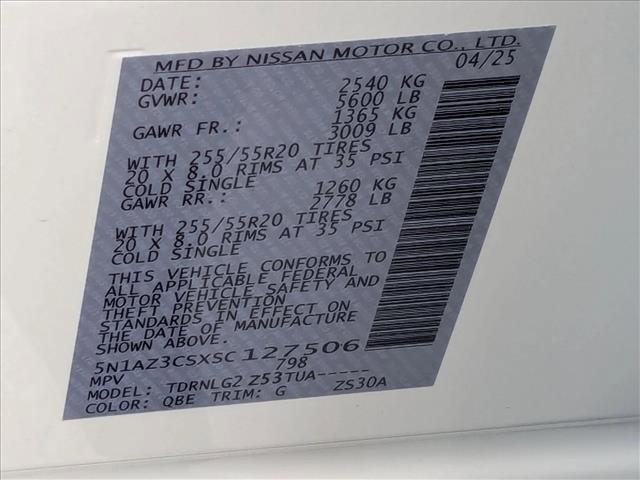 MFD BY NISSAN MOTOR CO., LTD.
04/25
DATE:
GVWR: 2540 KG
5600 LB
GAWR FR.: 1365 KG
3009 LB
WITH 255/55R20 TIRES
20 X 8.0 RIMS AT 35 PSI
COLD SINGLE
GAWR RR.: 1260 KG
2778 LB
WITH 255/55R20 TIRES
20 X 8.0 RIMS AT 35 PSI
COLD SINGLE
THIS VEHICLE CONFORMS TO
ALL APPLICABLE FEDERAL
MOTOR VEHICLE SAFETY AND
THEFT PREVENTION
STANDARDS IN EFFECT ON
THE DATE OF MANUFACTURE
SHOWN ABOVE.
5N1AZ3CSXSC127506
MPV 798
MODEL: TDRNLG2 Z53TUA-----
COLOR: QBE TRIM: G ZS30A